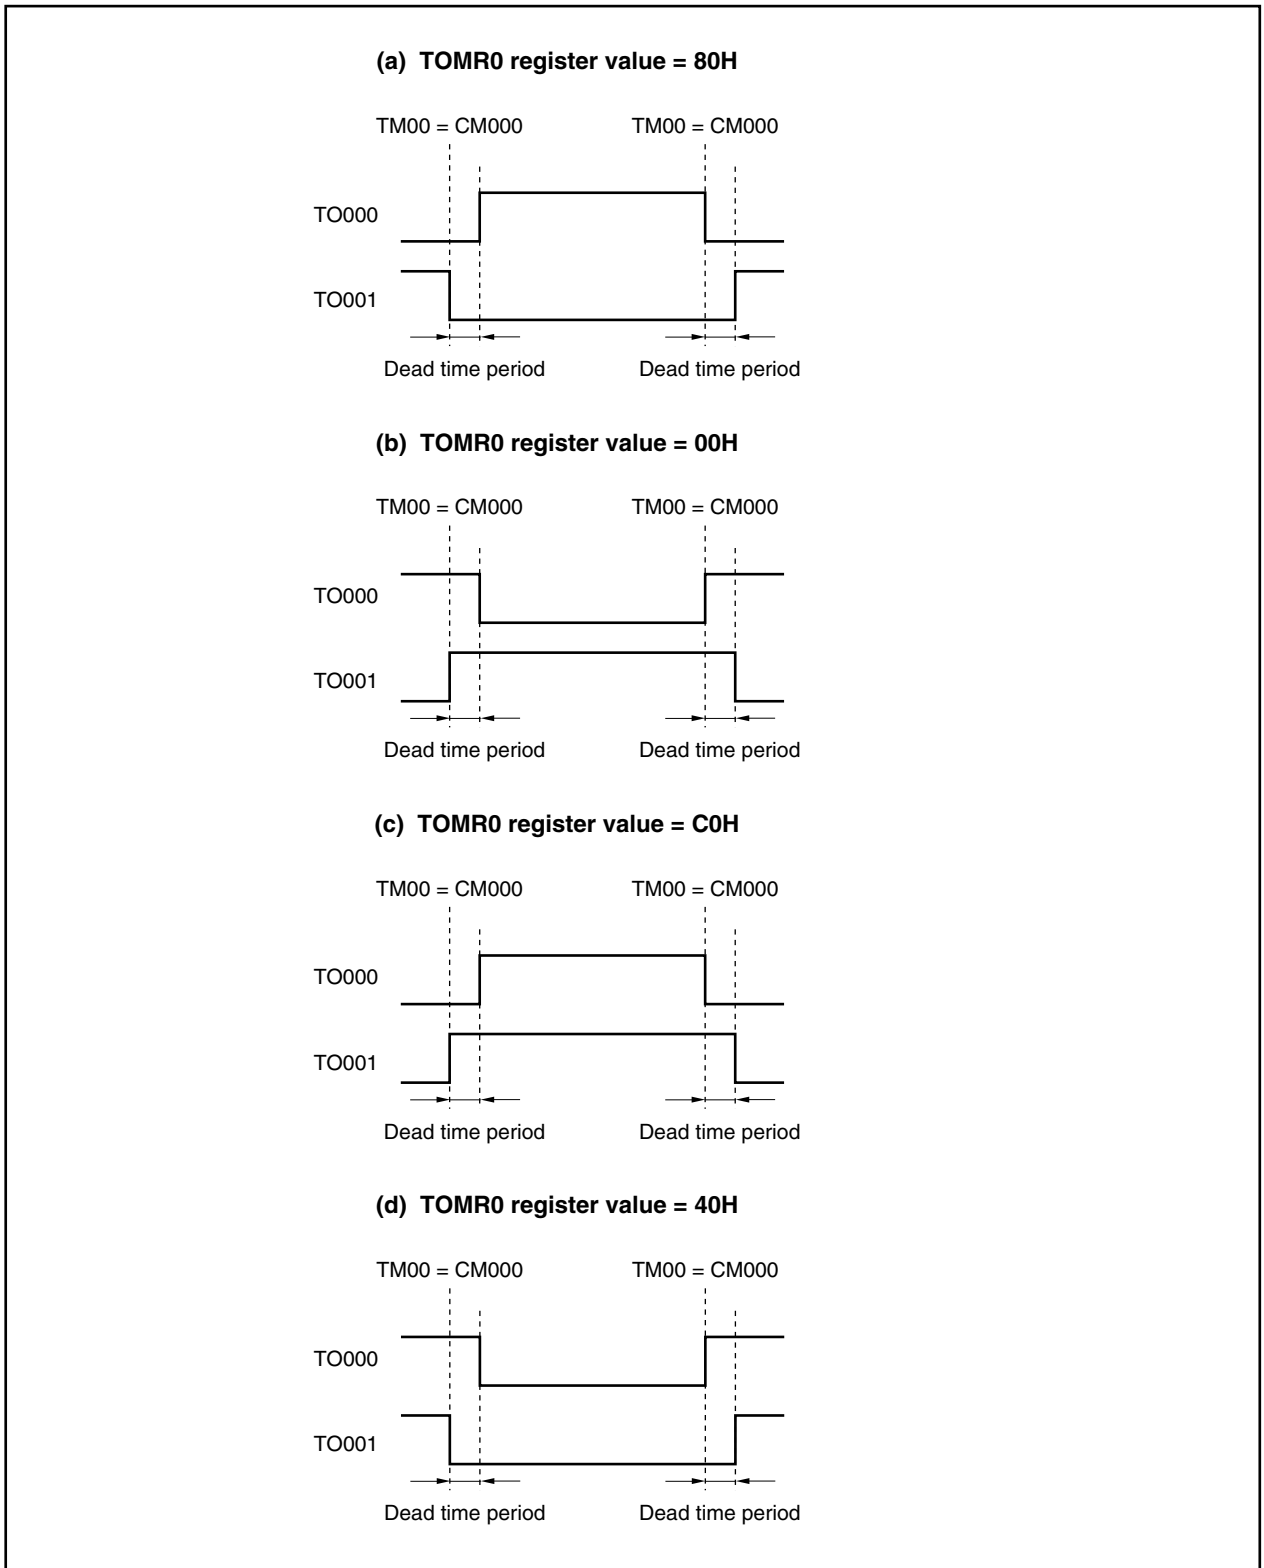 (a) TOMR0 register value = 80H
TM00 = CM000 TM00 = CM000
TO000
TO001
Dead time period Dead time period
(b) TOMR0 register value = 00H
TM00 = CM000 TM00 = CM000
TO000
TO001
Dead time period Dead time period
(c) TOMR0 register value = C0H
TM00 = CM000 TM00 = CM000
TO000
TO001
Dead time period Dead time period
(d) TOMR0 register value = 40H
TM00 = CM000 TM00 = CM000
TO000
TO001
Dead time period Dead time period